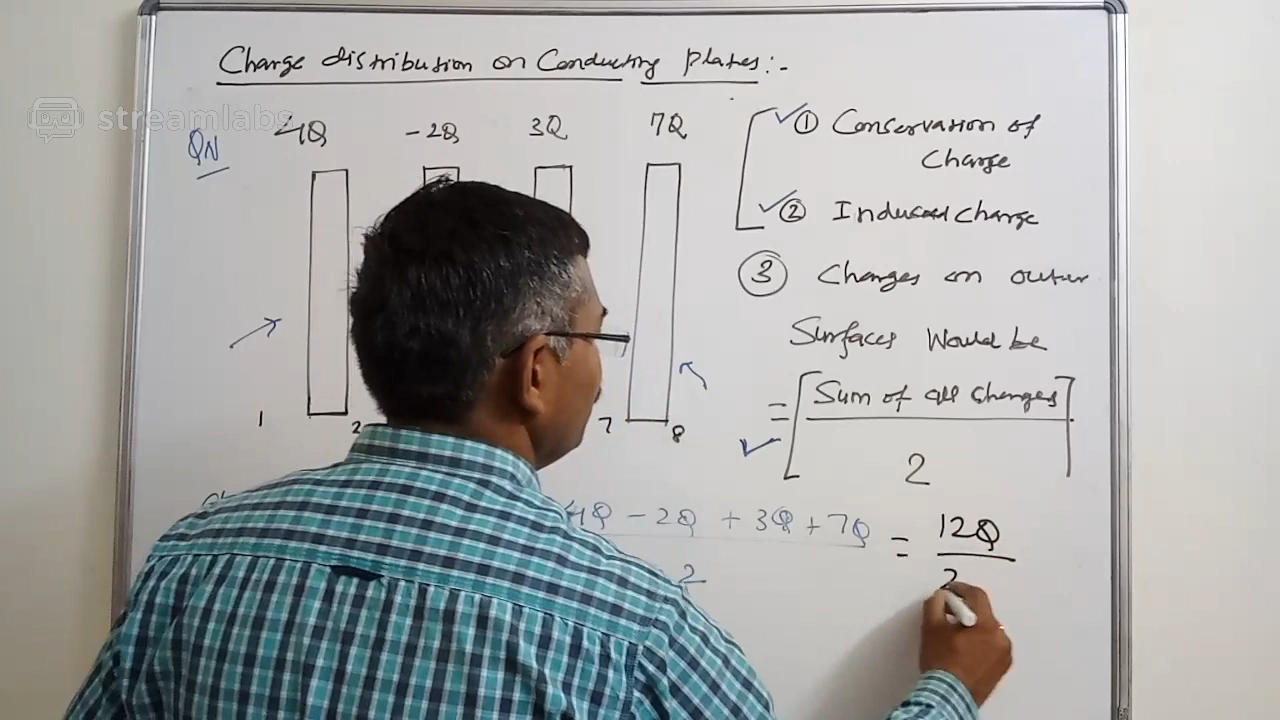 Charge distribution on Conducting plates:-
streamlabs
QN
4Q -2Q 3Q 7Q
① Conservation of
Charge
② Induced Charge
③ Charges on outer
Surfaces Would be
= [Sum of all Charges]
2
1 2 7 8
4Q - 2Q + 3Q + 7Q = 12Q
2 2